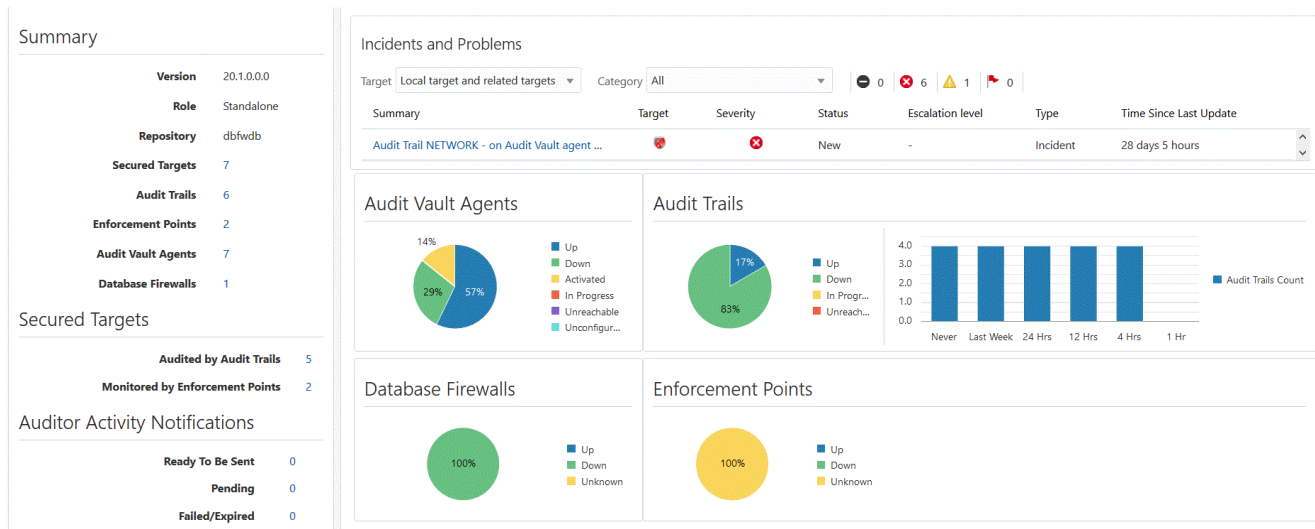 Summary
Version 20.1.0.0.0
Role Standalone
Repository dbfwdb
Secured Targets 7
Audit Trails 6
Enforcement Points 2
Audit Vault Agents 7
Database Firewalls 1
Secured Targets
Audited by Audit Trails 5
Monitored by Enforcement Points 2
Auditor Activity Notifications
Ready To Be Sent 0
Pending 0
Failed/Expired 0
Incidents and Problems
Target Local target and related targets Category All 0 6 1 0
Summary Target Severity Status Escalation level Type Time Since Last Update
Audit Trail NETWORK - on Audit Vault agent ... New - Incident 28 days 5 hours
Audit Vault Agents
14%
29%
57%
Up
Down
Activated
In Progress
Unreachable
Unconfigur...
Audit Trails
17%
83%
Up
Down
In Progr...
Unreach...
4.0
3.0
2.0
1.0
0.0
Never Last Week 24 Hrs 12 Hrs 4 Hrs 1 Hr
Audit Trails Count
Database Firewalls
100%
Up
Down
Unknown
Enforcement Points
100%
Up
Down
Unknown